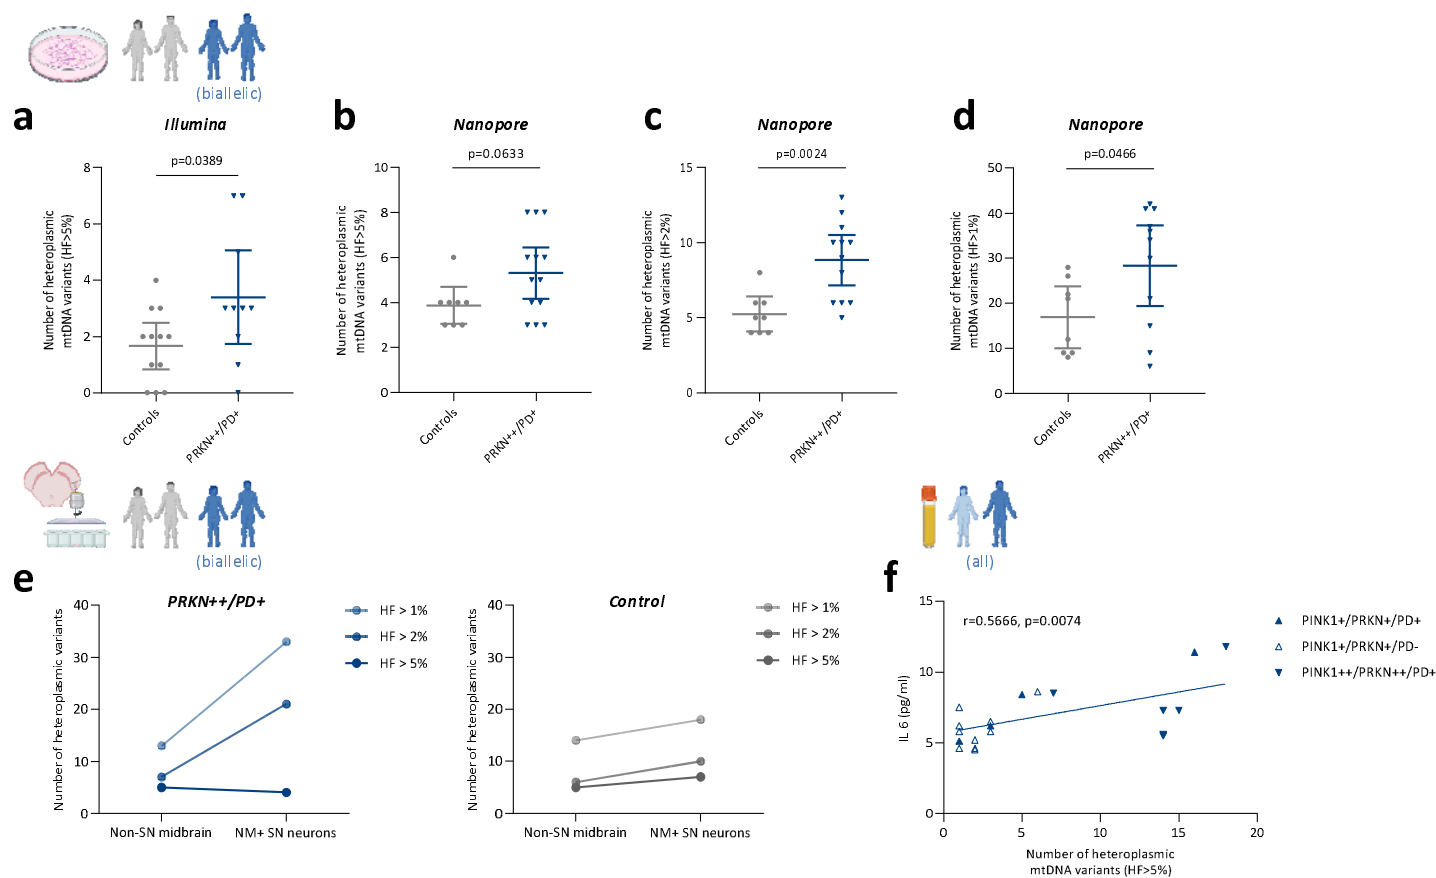 (biallelic)
a
Illumina
p=0.0389
Number of heteroplasmic
mtDNA variants (HF>5%)
8
6
4
2
0
Controls
PRKN++/PD+
b
Nanopore
p=0.0633
Number of heteroplasmic
mtDNA variants (HF>5%)
10
8
6
4
2
0
Controls
PRKN++/PD+
c
Nanopore
p=0.0024
Number of heteroplasmic
mtDNA variants (HF>2%)
15
10
5
0
Controls
PRKN++/PD+
d
Nanopore
p=0.0466
Number of heteroplasmic
mtDNA variants (HF>1%)
50
40
30
20
10
0
Controls
PRKN++/PD+
(biallelic)
e
PRKN++/PD+
Number of heteroplasmic variants
40
30
20
10
0
Non-SN midbrain
NM+ SN neurons
HF > 1%
HF > 2%
HF > 5%
Control
Number of heteroplasmic variants
40
30
20
10
0
Non-SN midbrain
NM+ SN neurons
HF > 1%
HF > 2%
HF > 5%
(all)
f
r=0.5666, p=0.0074
IL 6 (pg/ml)
15
10
5
0
0
5
10
15
20
Number of heteroplasmic
mtDNA variants (HF>5%)
PINK1+/PRKN+/PD+
PINK1+/PRKN+/PD-
PINK1++/PRKN++/PD+